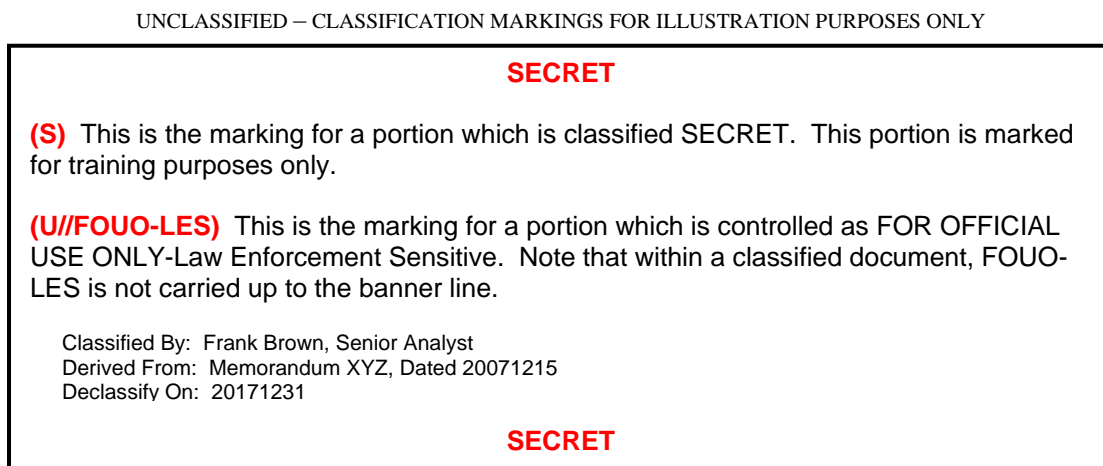 UNCLASSIFIED – CLASSIFICATION MARKINGS FOR ILLUSTRATION PURPOSES ONLY
SECRET
(S) This is the marking for a portion which is classified SECRET. This portion is marked
for training purposes only.
(U//FOUO-LES) This is the marking for a portion which is controlled as FOR OFFICIAL
USE ONLY-Law Enforcement Sensitive. Note that within a classified document, FOUO-
LES is not carried up to the banner line.
Classified By: Frank Brown, Senior Analyst
Derived From: Memorandum XYZ, Dated 20071215
Declassify On: 20171231
SECRET